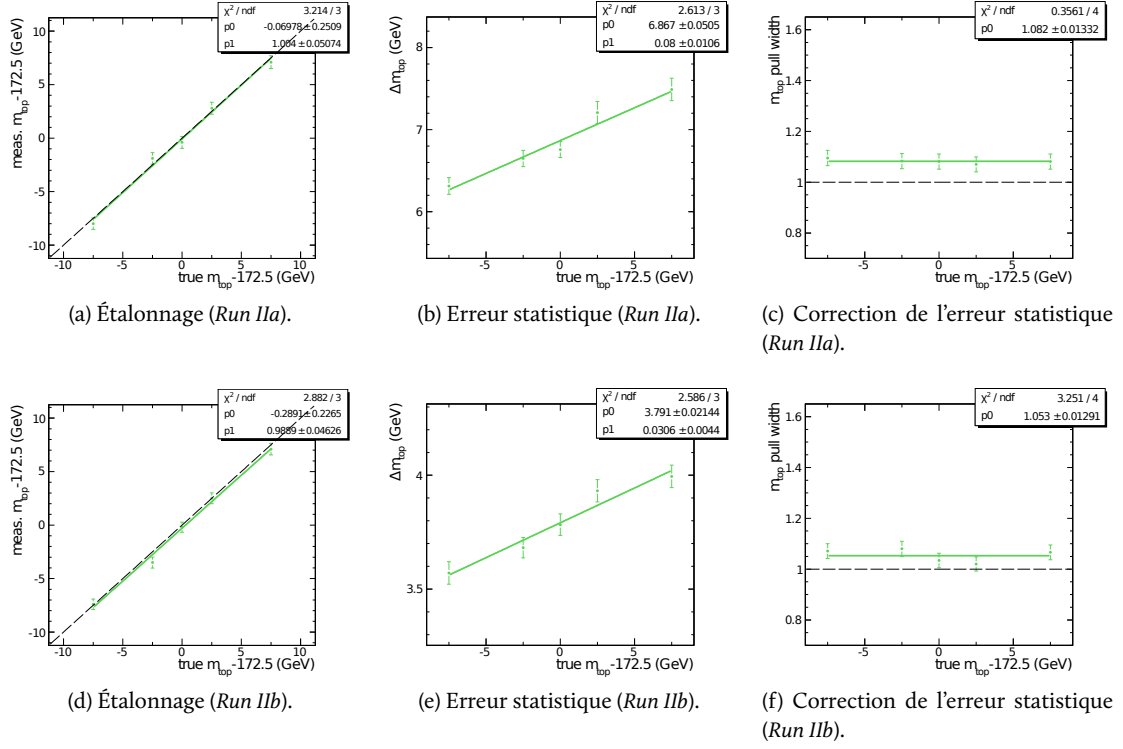 χ² / ndf 3.214 / 3
p0 -0.06978 ± 0.2509
p1 1.004 ± 0.05074
meas. m_top-172.5 (GeV)
10
5
0
-5
-10
-10 -5 0 5 10
true m_top-172.5 (GeV)
(a) Étalonnage (Run IIa).
χ² / ndf 2.613 / 3
p0 6.867 ± 0.0505
p1 0.08 ± 0.0106
Δm_top (GeV)
8
7
6
-5 0 5
true m_top-172.5 (GeV)
(b) Erreur statistique (Run IIa).
χ² / ndf 0.3561 / 4
p0 1.082 ± 0.01332
m_top pull width
1.6
1.4
1.2
1
0.8
-5 0 5
true m_top-172.5 (GeV)
(c) Correction de l'erreur statistique
(Run IIa).
χ² / ndf 2.882 / 3
p0 -0.2891 ± 0.2265
p1 0.9889 ± 0.04626
meas. m_top-172.5 (GeV)
10
5
0
-5
-10
-10 -5 0 5 10
true m_top-172.5 (GeV)
(d) Étalonnage (Run IIb).
χ² / ndf 2.586 / 3
p0 3.791 ± 0.02144
p1 0.0306 ± 0.0044
Δm_top (GeV)
4
3.5
-5 0 5
true m_top-172.5 (GeV)
(e) Erreur statistique (Run IIb).
χ² / ndf 3.251 / 4
p0 1.053 ± 0.01291
m_top pull width
1.6
1.4
1.2
1
0.8
-5 0 5
true m_top-172.5 (GeV)
(f) Correction de l'erreur statistique
(Run IIb).